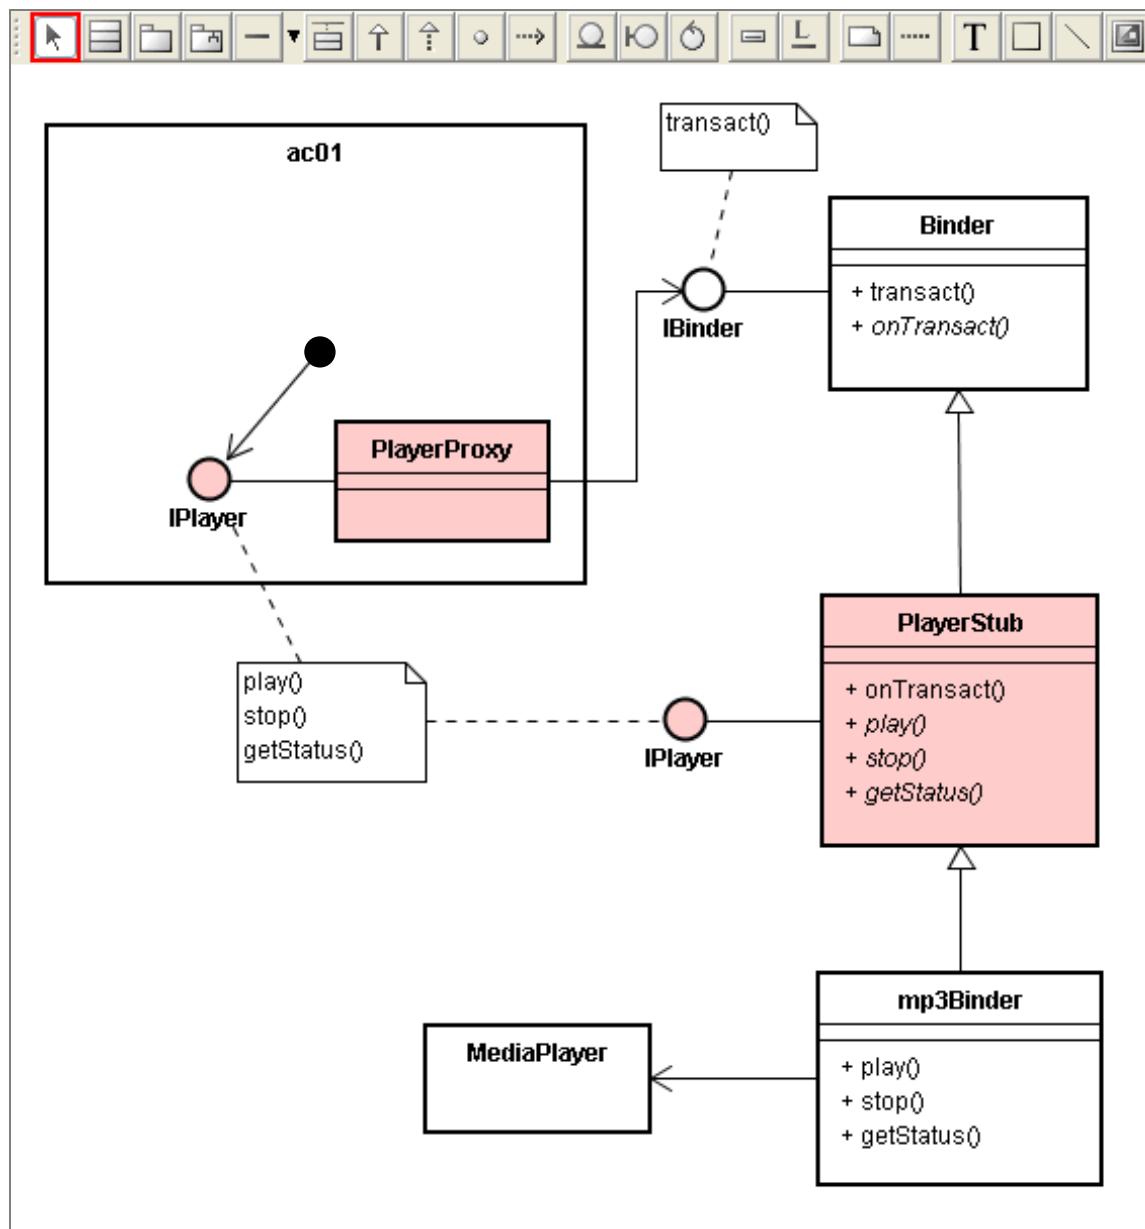 T
transact()
ac01
Binder
+ transact()
+ onTransact()
IBinder
PlayerProxy
IPlayer
PlayerStub
+ onTransact()
+ play()
+ stop()
+ getStatus()
play()
stop()
getStatus()
IPlayer
mp3Binder
+ play()
+ stop()
+ getStatus()
MediaPlayer